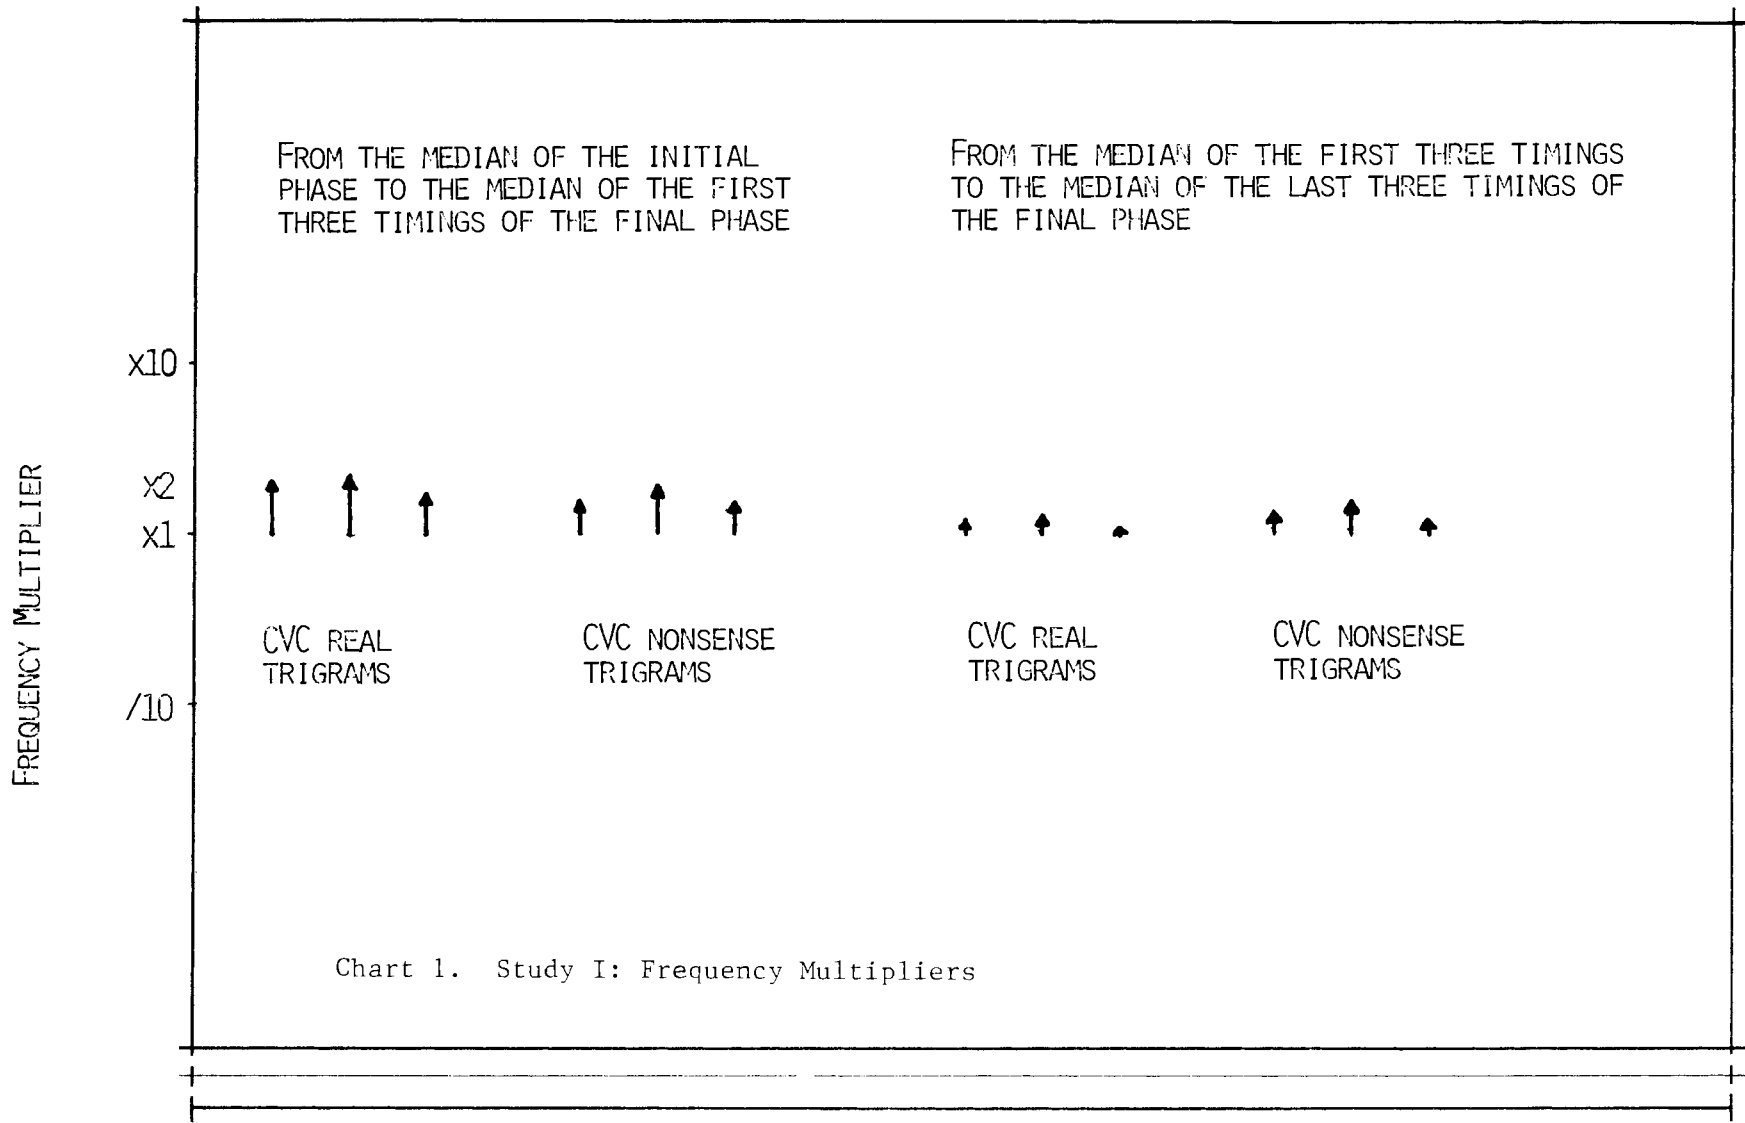 FROM THE MEDIAN OF THE INITIAL
PHASE TO THE MEDIAN OF THE FIRST
THREE TIMINGS OF THE FINAL PHASE
FROM THE MEDIAN OF THE FIRST THREE TIMINGS
TO THE MEDIAN OF THE LAST THREE TIMINGS OF
THE FINAL PHASE
x10
x2
x1
/10
FREQUENCY MULTIPLIER
CVC REAL
TRIGRAMS
CVC NONSENSE
TRIGRAMS
CVC REAL
TRIGRAMS
CVC NONSENSE
TRIGRAMS
Chart 1. Study I: Frequency Multipliers